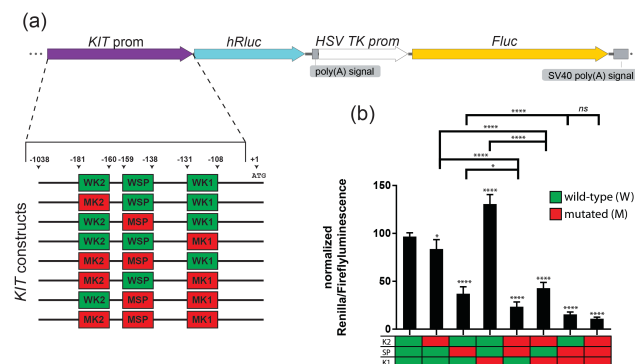 (a)
KIT prom
hRluc
HSV TK prom
Fluc
poly(A) signal
SV40 poly(A) signal
-1038 -181 -160 -159 -138 -131 -108 +1
ATG
KIT constructs
WK2 WSP WK1
MK2 WSP WK1
WK2 MSP WK1
WK2 WSP MK1
MK2 MSP WK1
MK2 WSP MK1
WK2 MSP MK1
MK2 MSP MK1
(b)
**** ns
****
****
****
*
normalized
Renilla/Fireflyluminescence
150
100
50
0
* **** **** **** **** **** ****
wild-type (W)
mutated (M)
K2
SP
K1